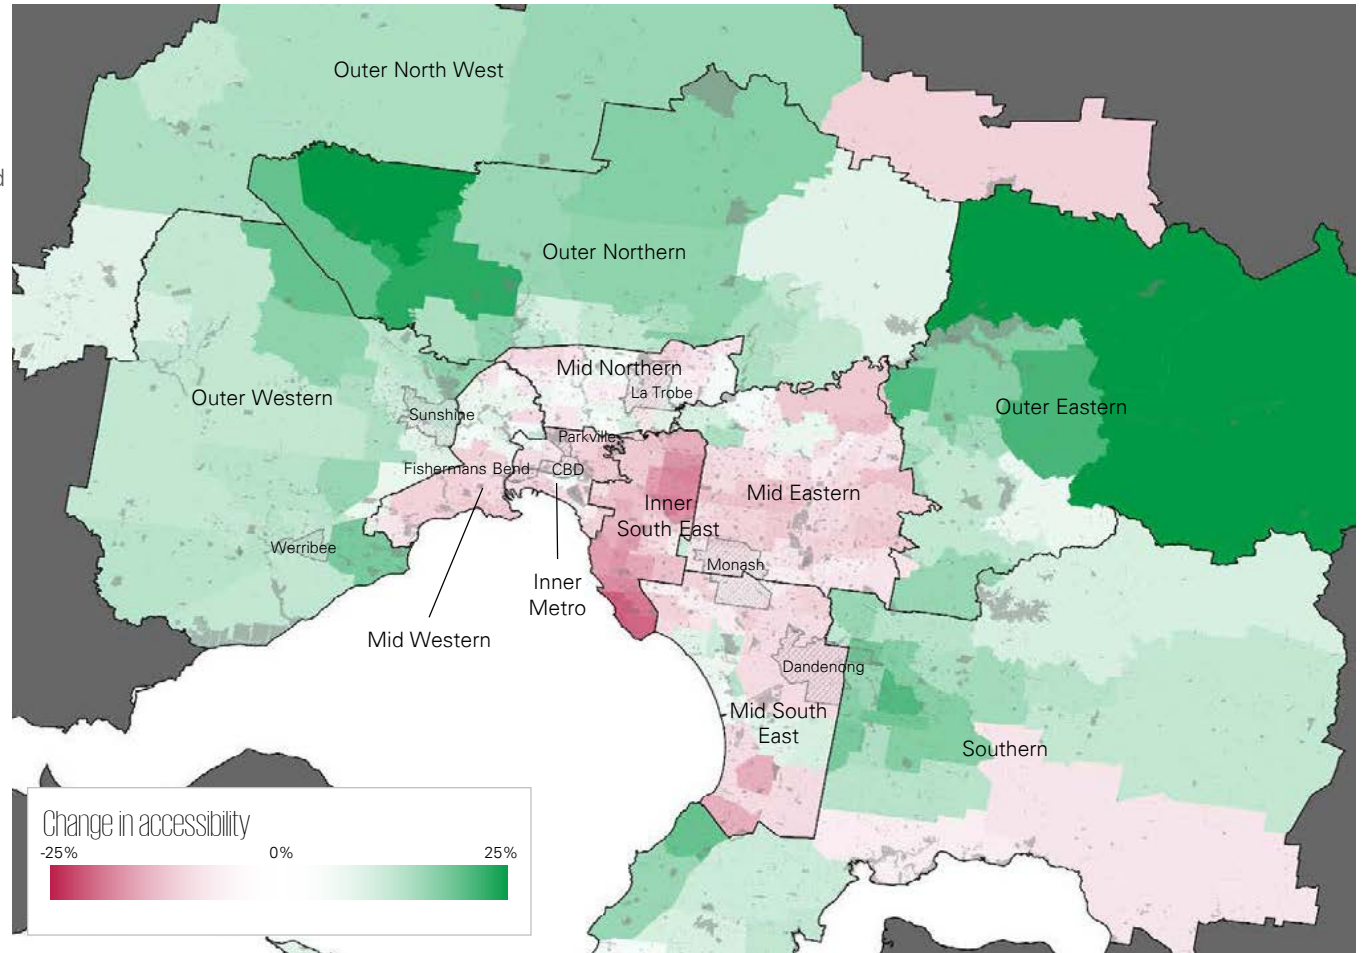 Outer North West
d
Outer Northern
Mid Northern
La Trobe
Outer Western
Sunshine
Outer Eastern
Parkville
Fishermans Bend
CBD
Mid Eastern
Inner
South East
Werribee
Monash
Inner
Metro
Mid Western
Dandenong
Mid South
East
Southern
Change in accessibility
-25%
0%
25%